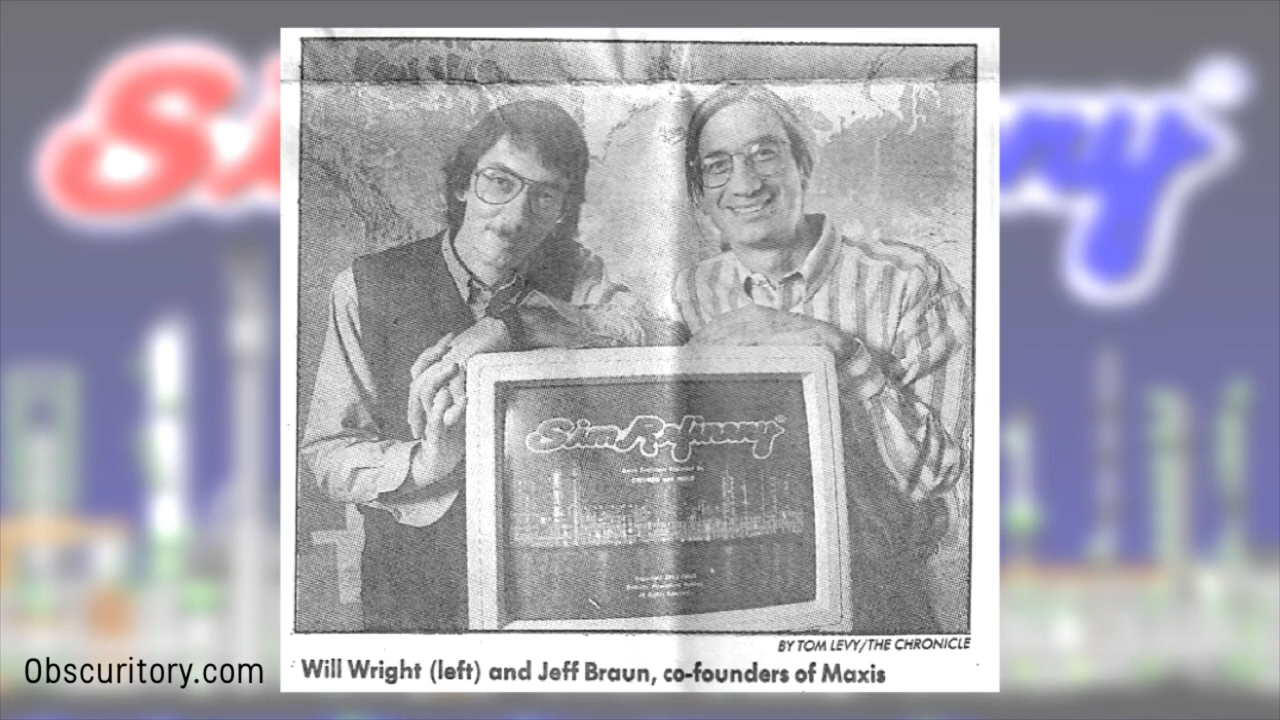 SimRefinery
BY TOM LEVY/THE CHRONICLE
Will Wright (left) and Jeff Braun, co-founders of Maxis
Obscuritory.com